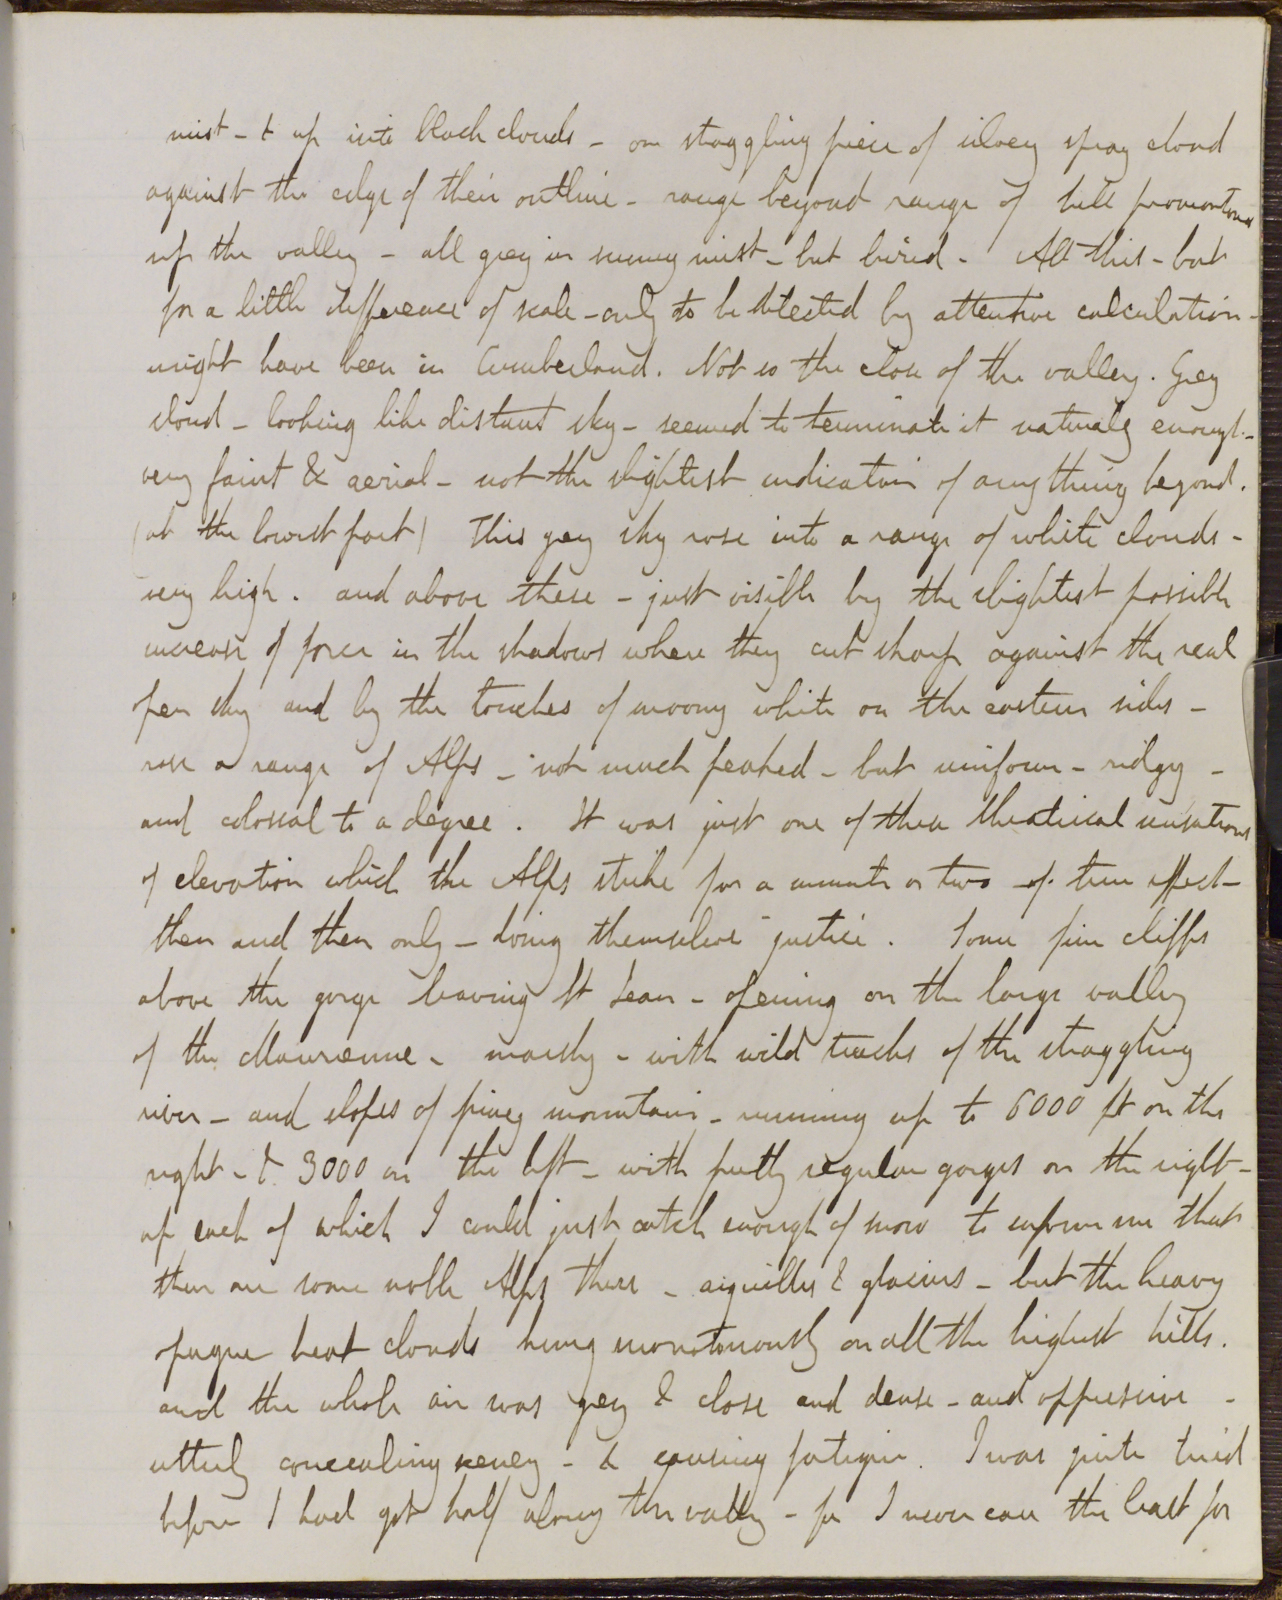 mist - & up into black clouds - one straggling piece of silvery spray cloud
against the edge of their outline - range beyond range of hill promontories
up the valley - all grey in sunny mist - but lurid - All this - but
for a little difference of scale - only to be detected by attentive calculation -
might have been in Cumberland. Not so the close of the valley. Grey
cloud - looking like distant sky - seemed to terminate it naturally enough -
very faint & aerial - not the slightest indication of anything beyond.
(at the lowest part) This grey sky rose into a range of white clouds -
very high. and above these - just visible by the slightest possible
increase of force in the shadows where they cut sharp against the real
open sky and by the touches of snowy white on the eastern sides -
rose a range of Alps - not much peaked - but uniform - ridgy -
and colossal to a degree. It was just one of those theatrical sensations
of elevation which the Alps strike for a minute or two - of true effect -
then and then only - doing themselves justice. Some fine cliffs
above the gorge leaving St Jean - opening on the large valley
of the Maurienne - marshy - with wild tracks of the straggling
river - and slopes of piney mountain - running up to 6000 ft on the
right - & 3000 on the left - with pretty regular gorges on the right -
up each of which I could just catch enough of snow to inform me that
there are some noble Alps there - aiguilles & glaciers - but the heavy
opaque heat clouds hung monotonously on all the highest hills.
and the whole air was grey & close and dense - and oppressive -
utterly concealing scenery - & causing fatigue. I was quite tired
before I had got half along this valley - for I never care the least for